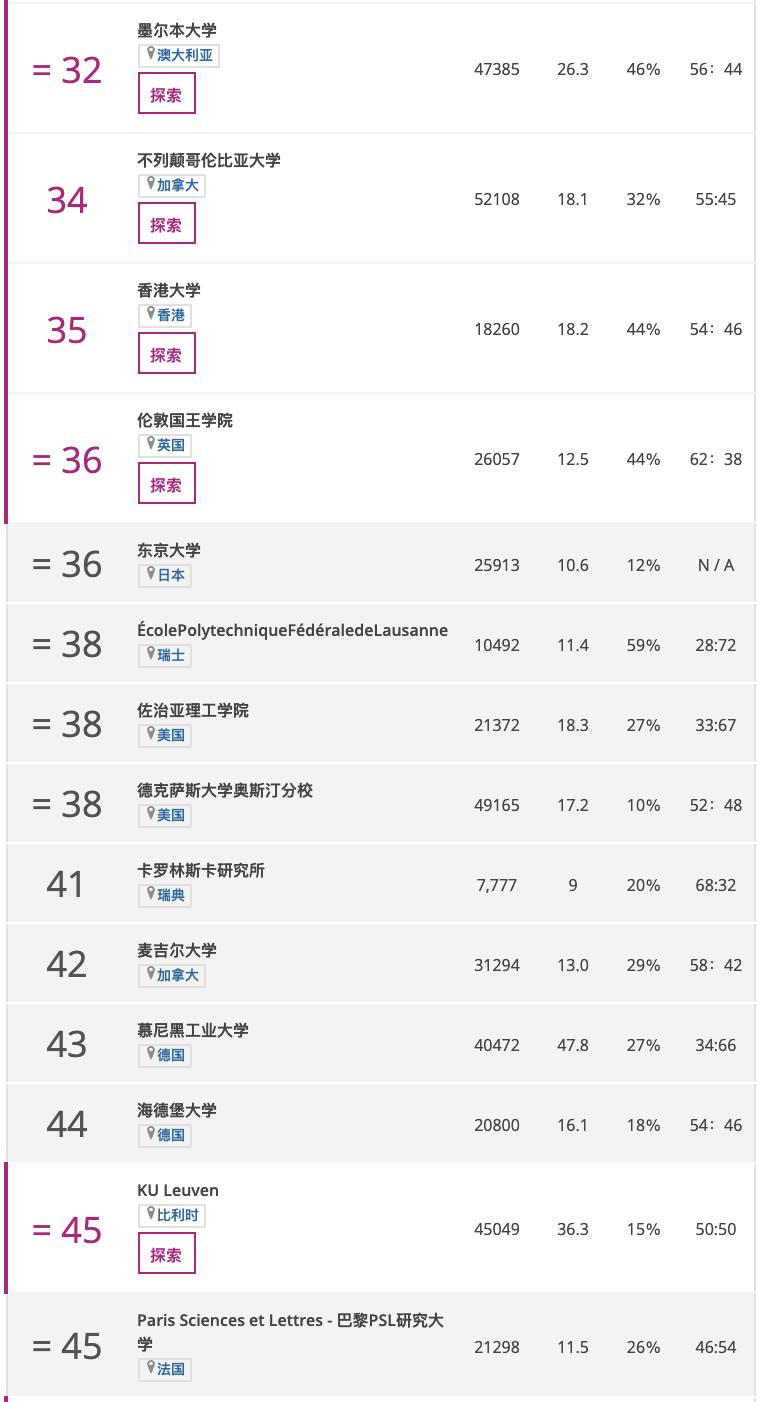 墨尔本大学
澳大利亚
= 32 47385 26.3 46% 56：44
探索
不列颠哥伦比亚大学
加拿大
34 52108 18.1 32% 55:45
探索
香港大学
香港
35 18260 18.2 44% 54：46
探索
伦敦国王学院
英国
= 36 26057 12.5 44% 62：38
探索
东京大学
= 36 25913 10.6 12% N / A
日本
ÉcolePolytechniqueFédéraledeLausanne
= 38 10492 11.4 59% 28:72
瑞士
佐治亚理工学院
= 38 21372 18.3 27% 33:67
美国
德克萨斯大学奥斯汀分校
= 38 49165 17.2 10% 52：48
美国
卡罗林斯卡研究所
41 7,777 9 20% 68:32
瑞典
麦吉尔大学
42 31294 13.0 29% 58：42
加拿大
慕尼黑工业大学
43 40472 47.8 27% 34:66
德国
海德堡大学
44 20800 16.1 18% 54：46
德国
KU Leuven
比利时
= 45 45049 36.3 15% 50:50
探索
Paris Sciences et Lettres - 巴黎PSL研究大
学
= 45 21298 11.5 26% 46:54
法国